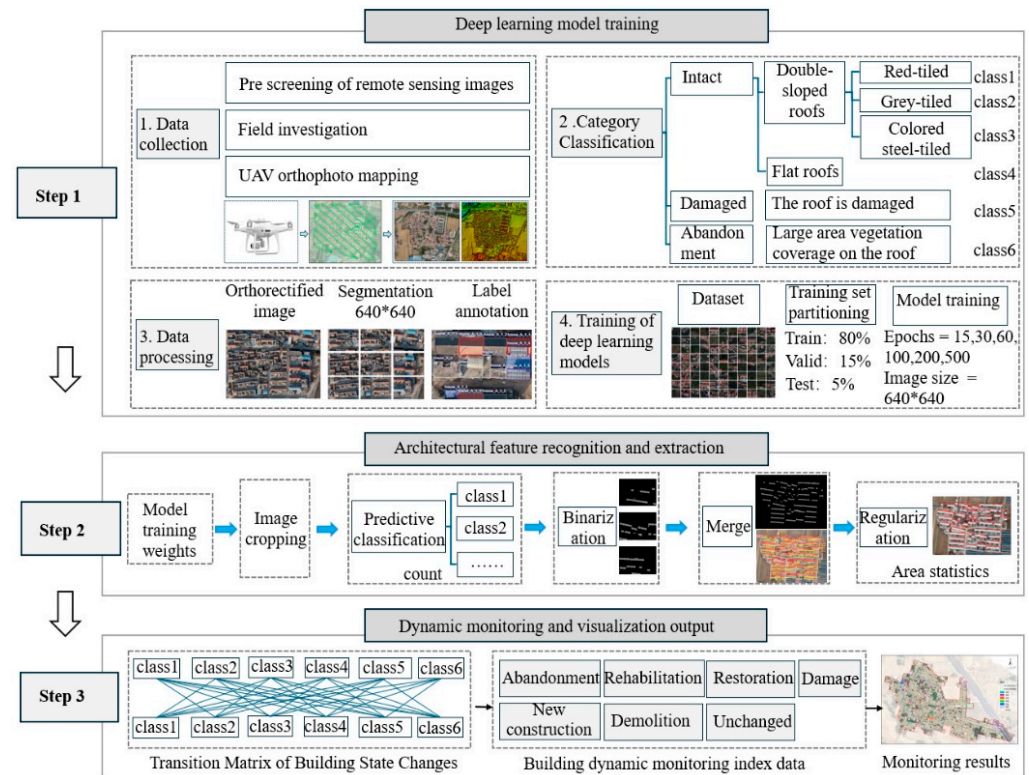 Deep learning model training
Step 1
1. Data
collection
Pre screening of remote sensing images
Field investigation
UAV orthophoto mapping
2 .Category
Classification
Intact
Double-
sloped
roofs
Red-tiled
class1
Grey-tiled
class2
Colored
steel-tiled
class3
Flat roofs
class4
Damaged
The roof is damaged
class5
Abandon
ment
Large area vegetation
coverage on the roof
class6
3. Data
processing
Orthorectified
image
Segmentation
640*640
Label
annotation
4. Training of
deep learning
models
Dataset
Training set
partitioning
Train: 80%
Valid: 15%
Test: 5%
Model training
Epochs = 15,30,60,
100,200,500
Image size =
640*640
Architectural feature recognition and extraction
Step 2
Model
training
weights
Image
cropping
Predictive
classification
count
class1
class2
......
Binariz
ation
Merge
Regulariz
ation
Area statistics
Dynamic monitoring and visualization output
Step 3
class1 class2 class3 class4 class5 class6
class1 class2 class3 class4 class5 class6
Transition Matrix of Building State Changes
Abandonment Rehabilitation Restoration Damage
New
construction
Demolition Unchanged
Building dynamic monitoring index data
Monitoring results